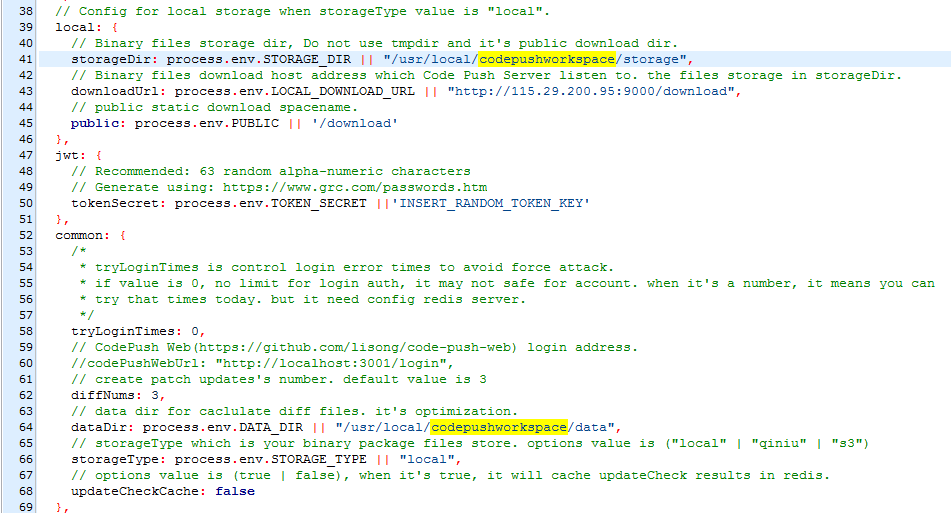 38 // Config for local storage when storageType value is "local".
39 local: {
40 // Binary files storage dir, Do not use tmpdir and it's public download dir.
41 storageDir: process.env.STORAGE_DIR || "/usr/local/codepushworkspace/storage",
42 // Binary files download host address which Code Push Server listen to. the files storage in storageDir.
43 downloadUrl: process.env.LOCAL_DOWNLOAD_URL || "http://115.29.200.95:9000/download",
44 // public static download spacename.
45 public: process.env.PUBLIC || '/download'
46 },
47 jwt: {
48 // Recommended: 63 random alpha-numeric characters
49 // Generate using: https://www.grc.com/passwords.htm
50 tokenSecret: process.env.TOKEN_SECRET ||'INSERT_RANDOM_TOKEN_KEY'
51 },
52 common: {
53 /*
54 * tryLoginTimes is control login error times to avoid force attack.
55 * if value is 0, no limit for login auth, it may not safe for account. when it's a number, it means you can
56 * try that times today. but it need config redis server.
57 */
58 tryLoginTimes: 0,
59 // CodePush Web(https://github.com/lisong/code-push-web) login address.
60 //codePushWebUrl: "http://localhost:3001/login",
61 // create patch updates's number. default value is 3
62 diffNums: 3,
63 // data dir for caclulate diff files. it's optimization.
64 dataDir: process.env.DATA_DIR || "/usr/local/codepushworkspace/data",
65 // storageType which is your binary package files store. options value is ("local" | "qiniu" | "s3")
66 storageType: process.env.STORAGE_TYPE || "local",
67 // options value is (true | false), when it's true, it will cache updateCheck results in redis.
68 updateCheckCache: false
69 },